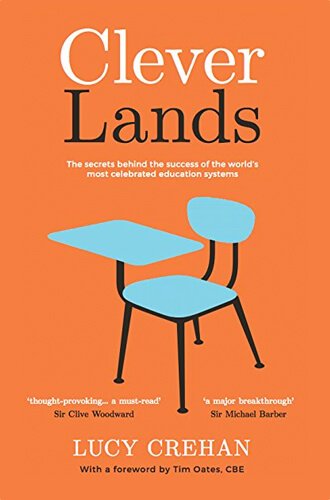 Clever
Lands
The secrets behind the success of the world's
most celebrated education systems
'thought-provoking... a must-read'
Sir Clive Woodward
'a major breakthrough'
Sir Michael Barber
LUCY CREHAN
With a foreword by Tim Oates, CBE